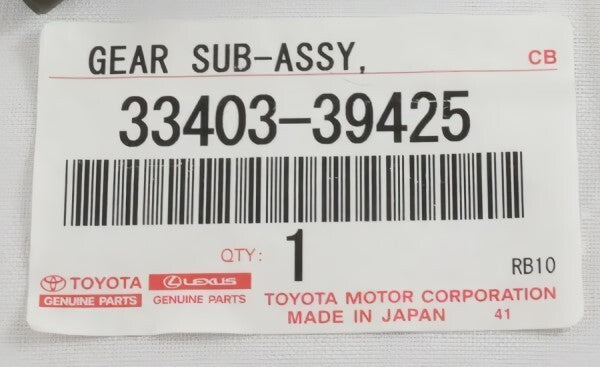 GEAR SUB-ASSY, CB
33403-39425
QTY: 1
RB10
TOYOTA LEXUS
GENUINE PARTS GENUINE PARTS
TOYOTA MOTOR CORPORATION
MADE IN JAPAN 41